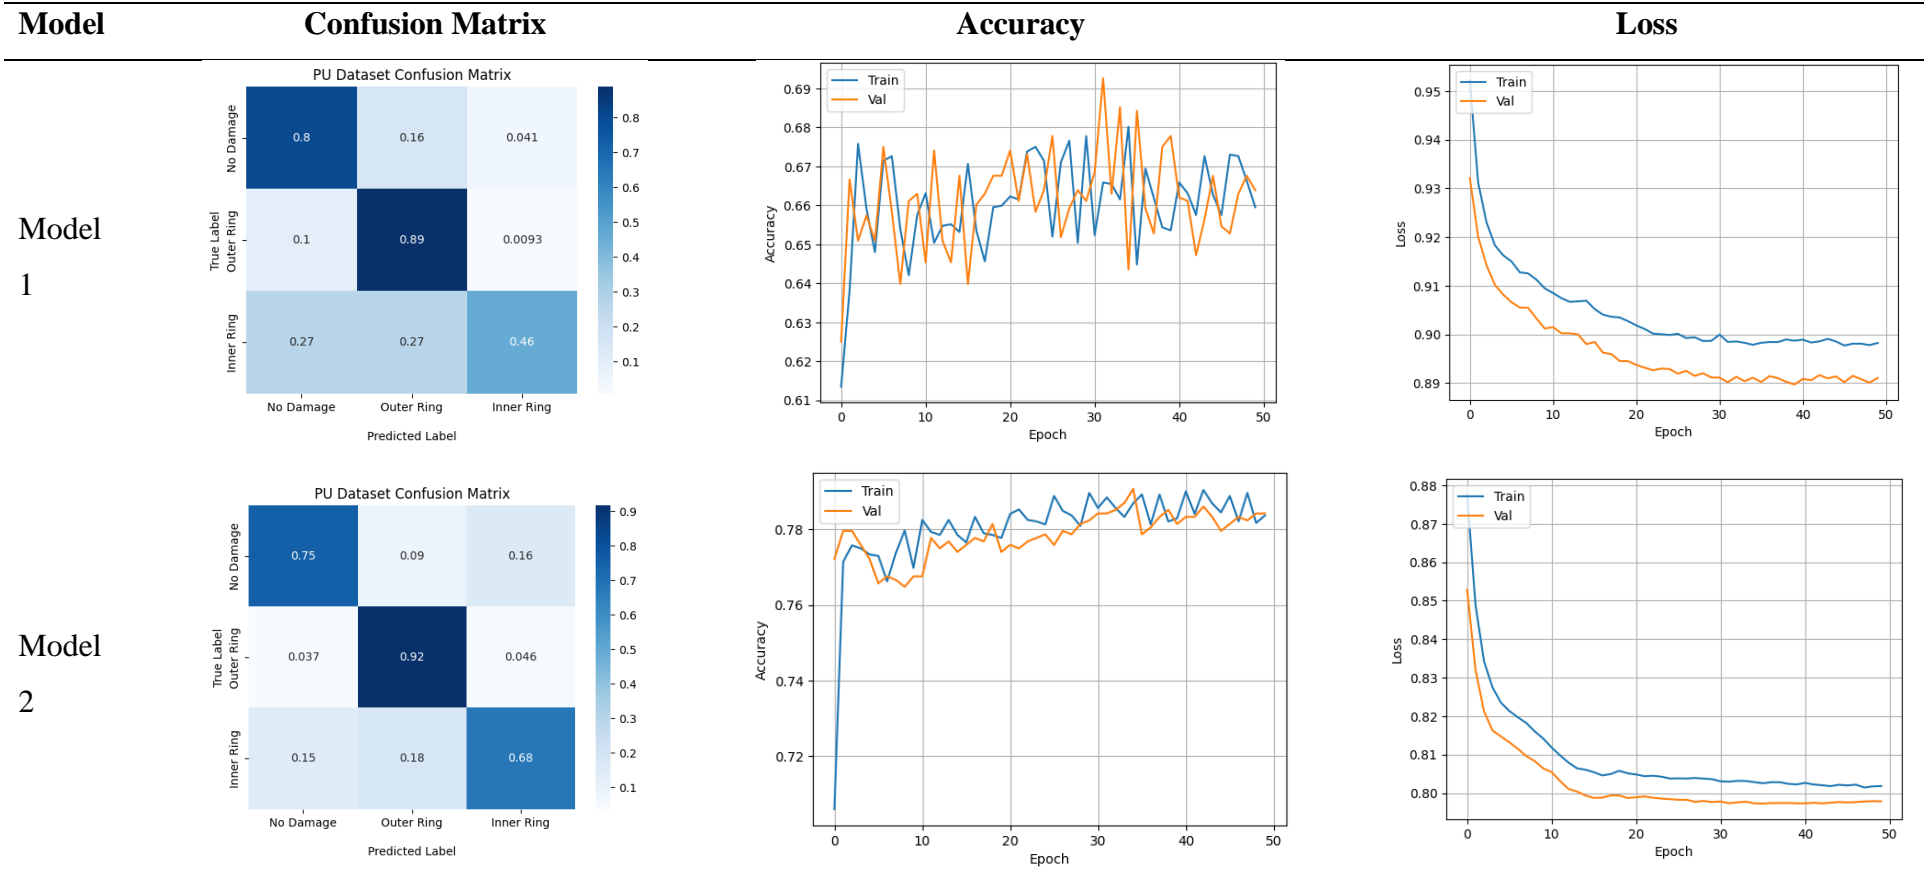 Model Confusion Matrix Accuracy Loss
Model
1
PU Dataset Confusion Matrix
True Label
No Damage
Outer Ring
Inner Ring
0.8 0.16 0.041
0.1 0.89 0.0093
0.27 0.27 0.46
No Damage Outer Ring Inner Ring
Predicted Label
0.8
0.7
0.6
0.5
0.4
0.3
0.2
0.1
Train
Val
Accuracy
0.69
0.68
0.67
0.66
0.65
0.64
0.63
0.62
0.61
0 10 20 30 40 50
Epoch
Train
Val
Loss
0.95
0.94
0.93
0.92
0.91
0.90
0.89
0 10 20 30 40 50
Epoch
Model
2
PU Dataset Confusion Matrix
True Label
No Damage
Outer Ring
Inner Ring
0.75 0.09 0.16
0.037 0.92 0.046
0.15 0.18 0.68
No Damage Outer Ring Inner Ring
Predicted Label
0.9
0.8
0.7
0.6
0.5
0.4
0.3
0.2
0.1
Train
Val
Accuracy
0.78
0.76
0.74
0.72
0 10 20 30 40 50
Epoch
Train
Val
Loss
0.88
0.87
0.86
0.85
0.84
0.83
0.82
0.81
0.80
0 10 20 30 40 50
Epoch